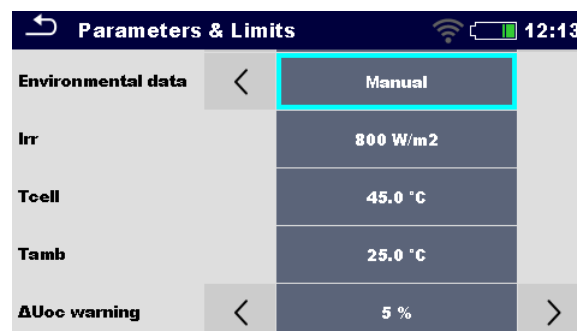 Parameters & Limits 12:13
Environmental data Manual
Irr 800 W/m2
Tcell 45.0 °C
Tamb 25.0 °C
ΔUoc warning 5 %